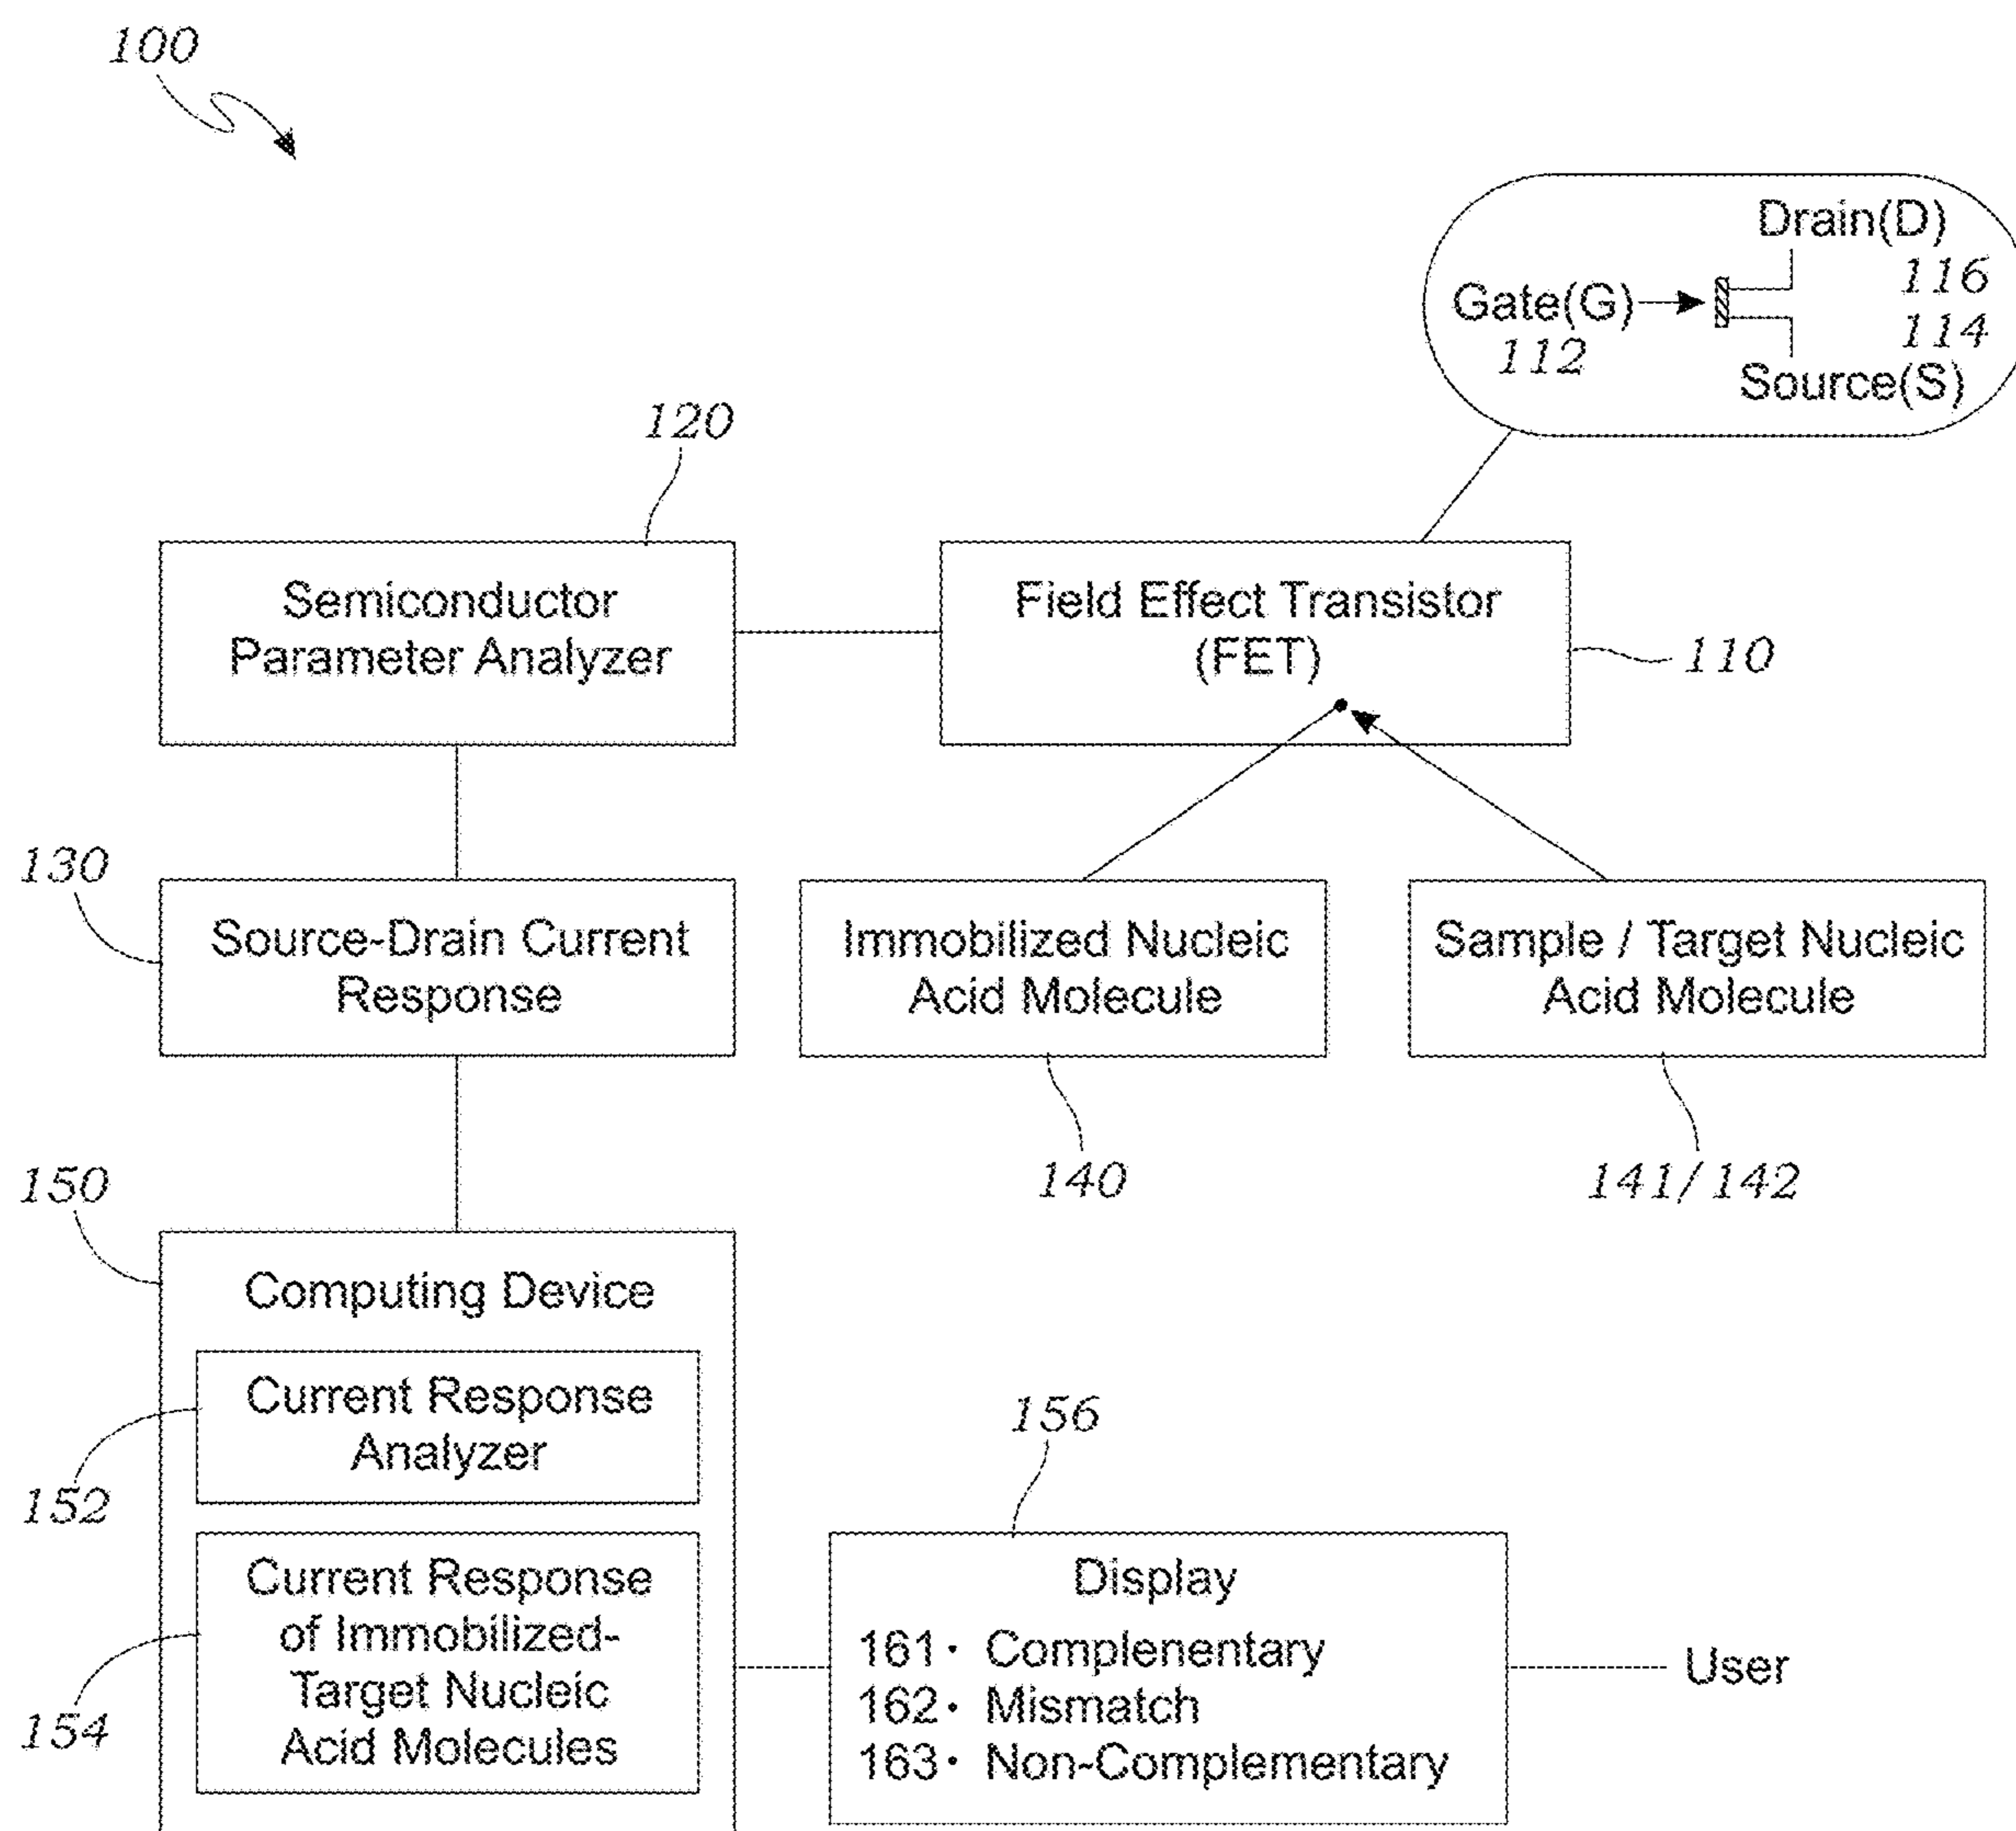 100
Drain(D)
116
Gate(G)
112
114
Source(S)
120
Semiconductor
Parameter Analyzer
Field Effect Transistor
(FET)
110
130
Source-Drain Current
Response
Immobilized Nucleic
Acid Molecule
Sample / Target Nucleic
Acid Molecule
140
141/142
150
Computing Device
Current Response
Analyzer
152
156
Current Response
of Immobilized-
Target Nucleic
Acid Molecules
154
Display
161 · Complenentary
162 · Mismatch
163 · Non-Complementary
User